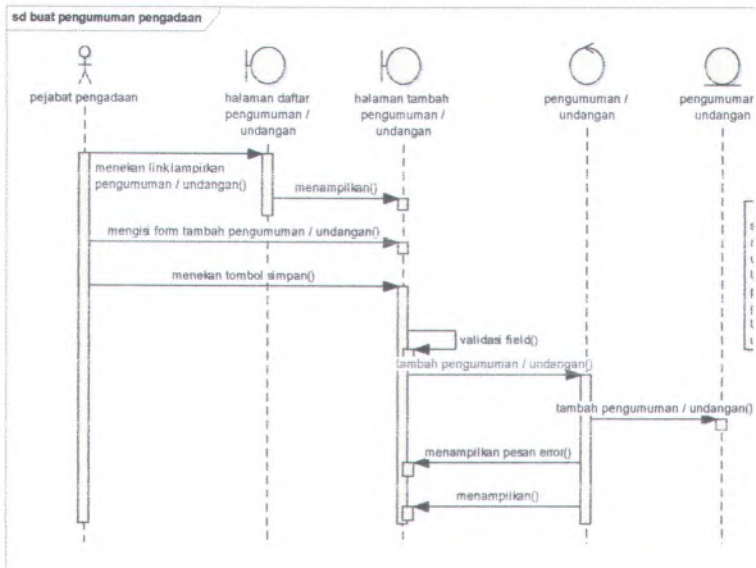 sd buat pengumuman pengadaan
pejabat pengadaan
halaman daftar
pengumuman /
undangan
halaman tambah
pengumuman /
undangan
pengumuman /
undangan
pengumuman
undangan
menekan link lampirkan
pengumuman / undangan()
menampilkan()
mengisi form tambah pengumuman / undangan()
menekan tombol simpan()
validasi field()
tambah pengumuman / undangan()
tambah pengumuman / undangan()
menampilkan pesan error()
menampilkan()